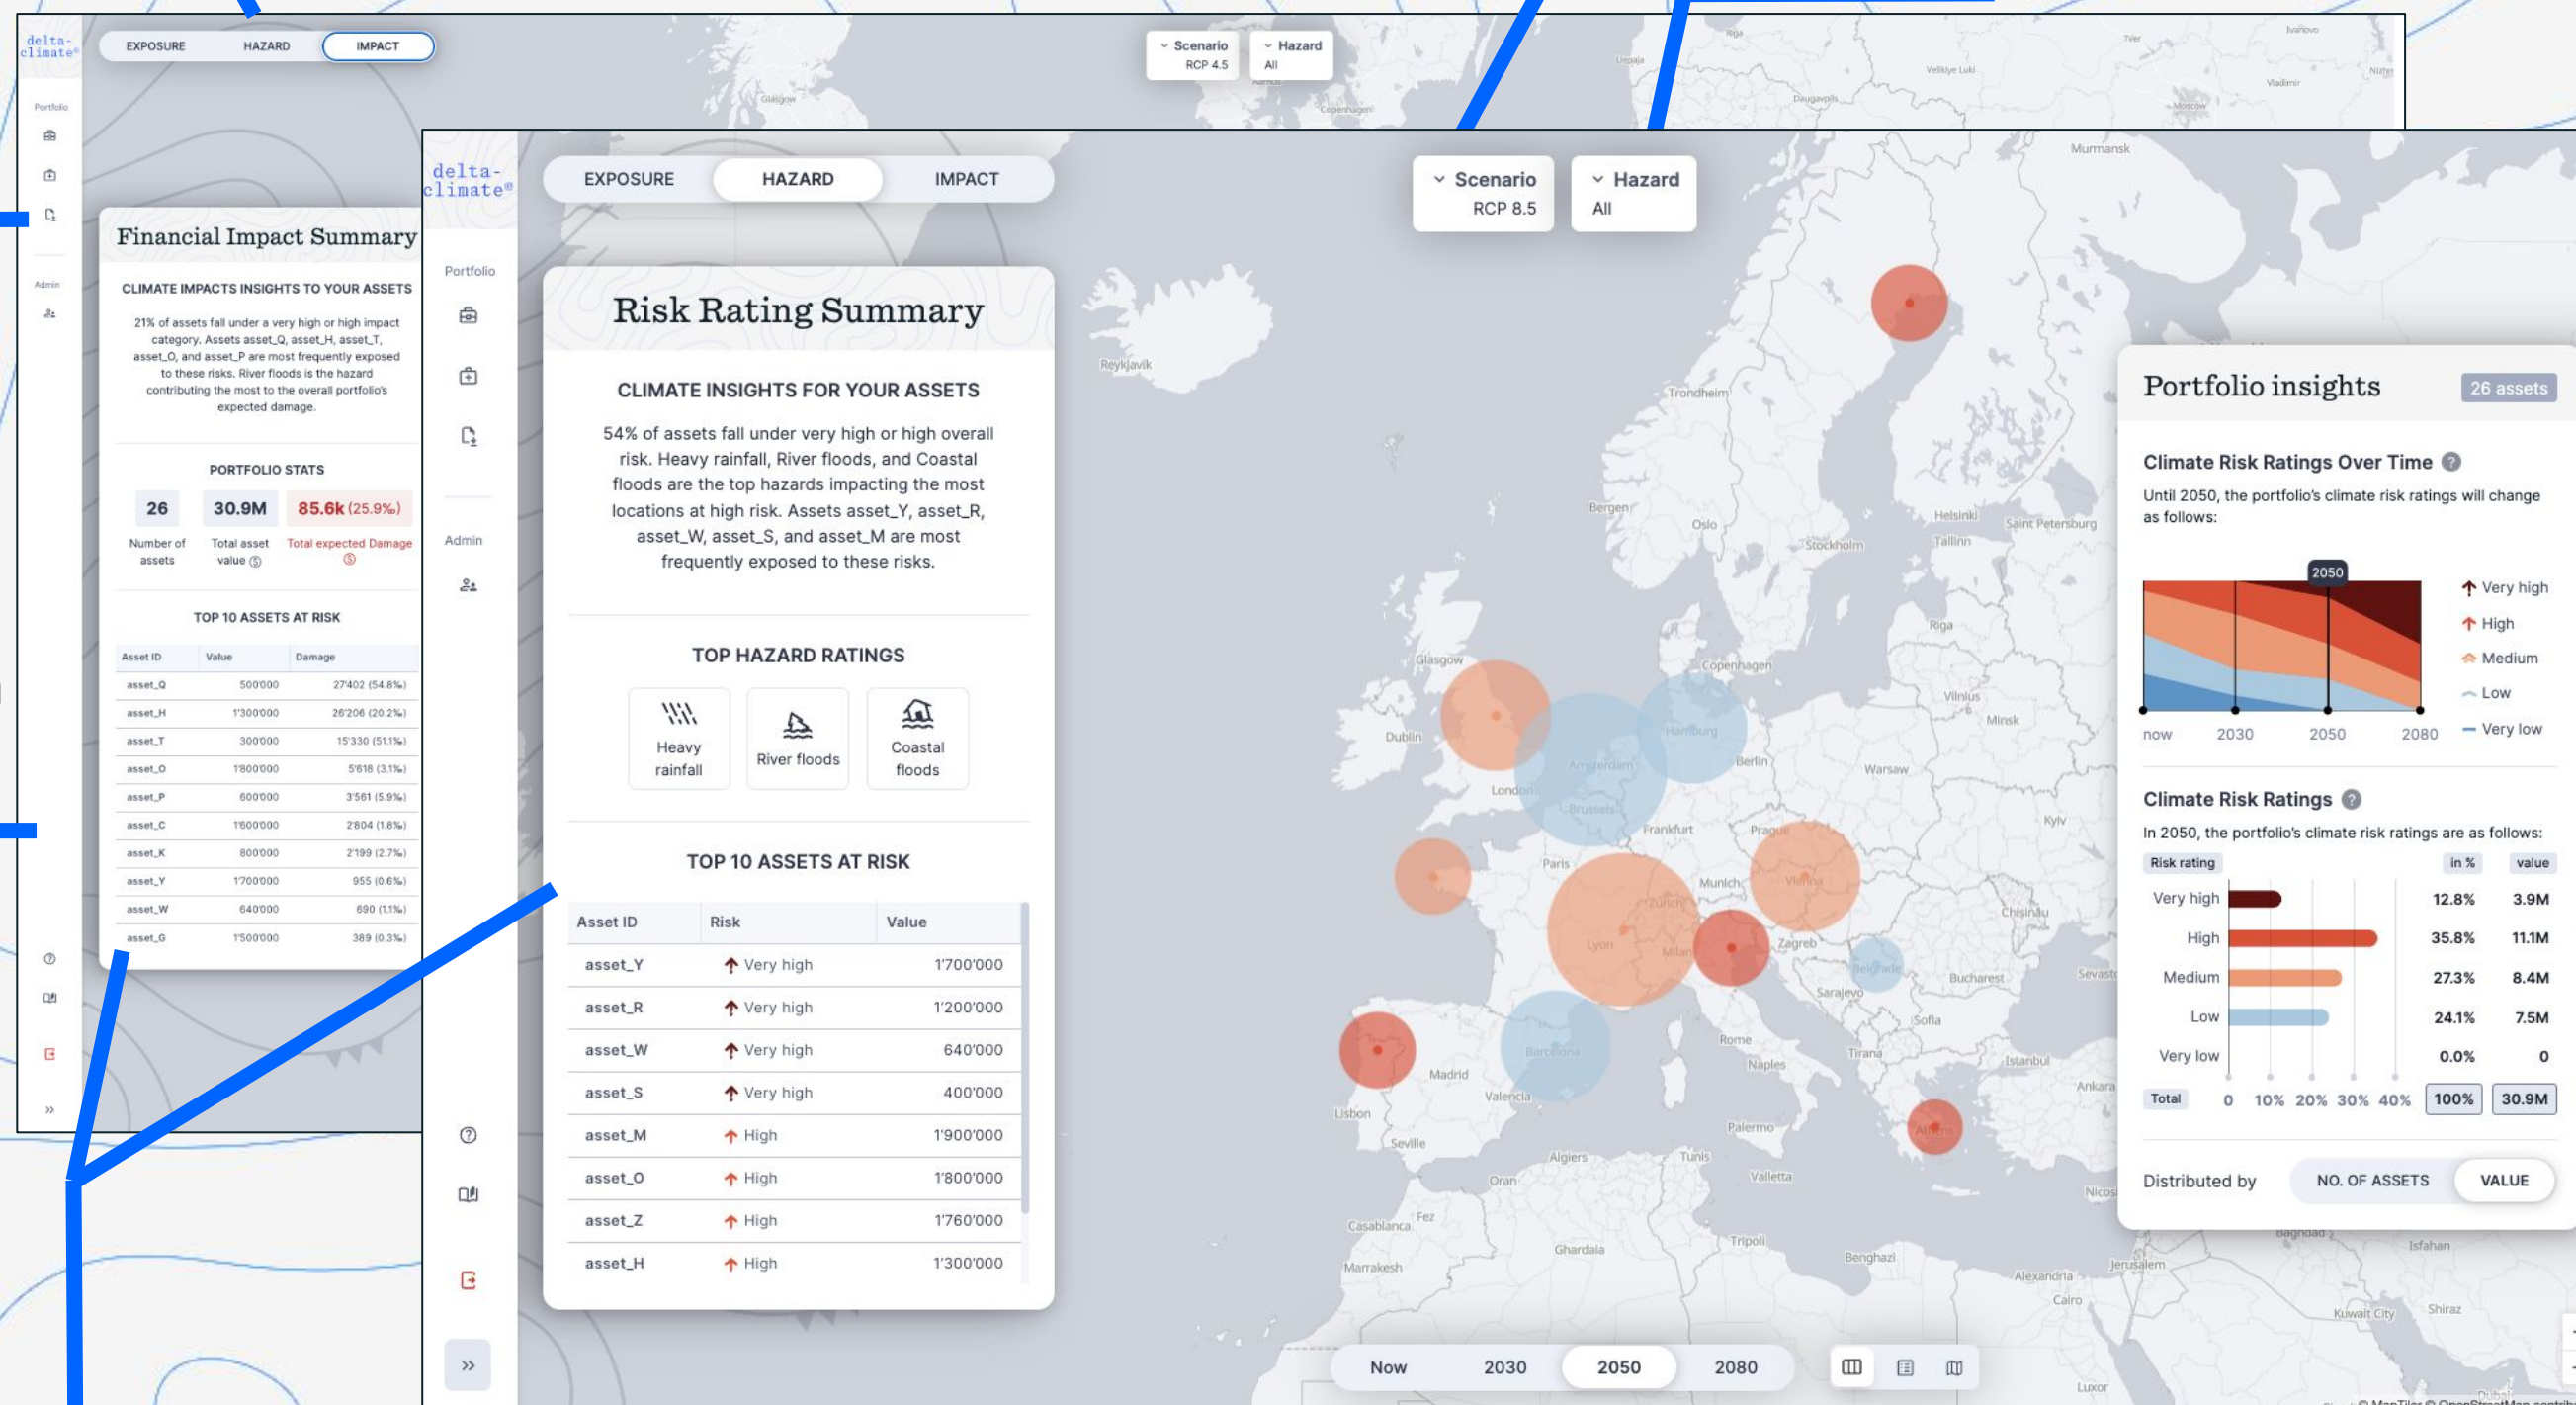 delta-
climate®
EXPOSURE
HAZARD
IMPACT
Scenario
RCP 4.5
Hazard
All
Portfolio
Admin
Glasgow
Copenhagen
Riga
Liepaja
Daugavpils
Velikiye Luki
Tver
Ivanovo
Vladimir
Moscow
Financial Impact Summary
CLIMATE IMPACTS INSIGHTS TO YOUR ASSETS
21% of assets fall under a very high or high impact
category. Assets asset_Q, asset_H, asset_T,
asset_O, and asset_P are most frequently exposed
to these risks. River floods is the hazard
contributing the most to the overall portfolio's
expected damage.
PORTFOLIO STATS
26
30.9M
85.6k (25.9‰)
Number of
assets
Total asset
value
Total expected Damage
TOP 10 ASSETS AT RISK
Asset ID Value Damage
asset_Q 500'000 27'402 (54.8‰)
asset_H 1'300'000 26'206 (20.2‰)
asset_T 300'000 15'330 (51.1‰)
asset_O 1'800'000 5'618 (3.1‰)
asset_P 600'000 3'561 (5.9‰)
asset_C 1'600'000 2'804 (1.8‰)
asset_K 800'000 2'199 (2.7‰)
asset_Y 1'700'000 955 (0.6‰)
asset_W 640'000 690 (1.1‰)
asset_G 1'500'000 389 (0.3‰)
delta-
climate®
EXPOSURE
HAZARD
IMPACT
Scenario
RCP 8.5
Hazard
All
Portfolio
Admin
Risk Rating Summary
CLIMATE INSIGHTS FOR YOUR ASSETS
54% of assets fall under very high or high overall
risk. Heavy rainfall, River floods, and Coastal
floods are the top hazards impacting the most
locations at high risk. Assets asset_Y, asset_R,
asset_W, asset_S, and asset_M are most
frequently exposed to these risks.
TOP HAZARD RATINGS
Heavy
rainfall
River floods
Coastal
floods
TOP 10 ASSETS AT RISK
Asset ID Risk Value
asset_Y Very high 1'700'000
asset_R Very high 1'200'000
asset_W Very high 640'000
asset_S Very high 400'000
asset_M High 1'900'000
asset_O High 1'800'000
asset_Z High 1'760'000
asset_H High 1'300'000
Murmansk
Reykjavik
Trondheim
Bergen
Oslo
Helsinki
Saint Petersburg
Stockholm
Tallinn
Riga
Glasgow
Copenhagen
Vilnius
Minsk
Dublin
Hamburg
Amsterdam
Berlin
Warsaw
London
Brussels
Frankfurt
Prague
Kyiv
Paris
Munich
Vienna
Zürich
Chișinău
Lyon
Milan
Zagreb
Belgrade
Bucharest
Sevasto
Sarajevo
Sofia
Rome
Barcelona
Tirana
Istanbul
Naples
Madrid
Ankara
Valencia
Lisbon
Palermo
Athens
Seville
Algiers
Tunis
Valletta
Oran
Nicos
Casablanca
Fez
Tripoli
Ghardaia
Benghazi
Baghdad
Isfahan
Marrakesh
Jerusalem
Alexandria
Cairo
Kuwait City
Shiraz
Luxor
Dubai
Portfolio insights
26 assets
Climate Risk Ratings Over Time
Until 2050, the portfolio's climate risk ratings will change
as follows:
2050
Very high
High
Medium
Low
Very low
now 2030 2050 2080
Climate Risk Ratings
In 2050, the portfolio's climate risk ratings are as follows:
Risk rating in % value
Very high 12.8% 3.9M
High 35.8% 11.1M
Medium 27.3% 8.4M
Low 24.1% 7.5M
Very low 0.0% 0
Total 0 10% 20% 30% 40% 100% 30.9M
Distributed by NO. OF ASSETS VALUE
Now 2030 2050 2080